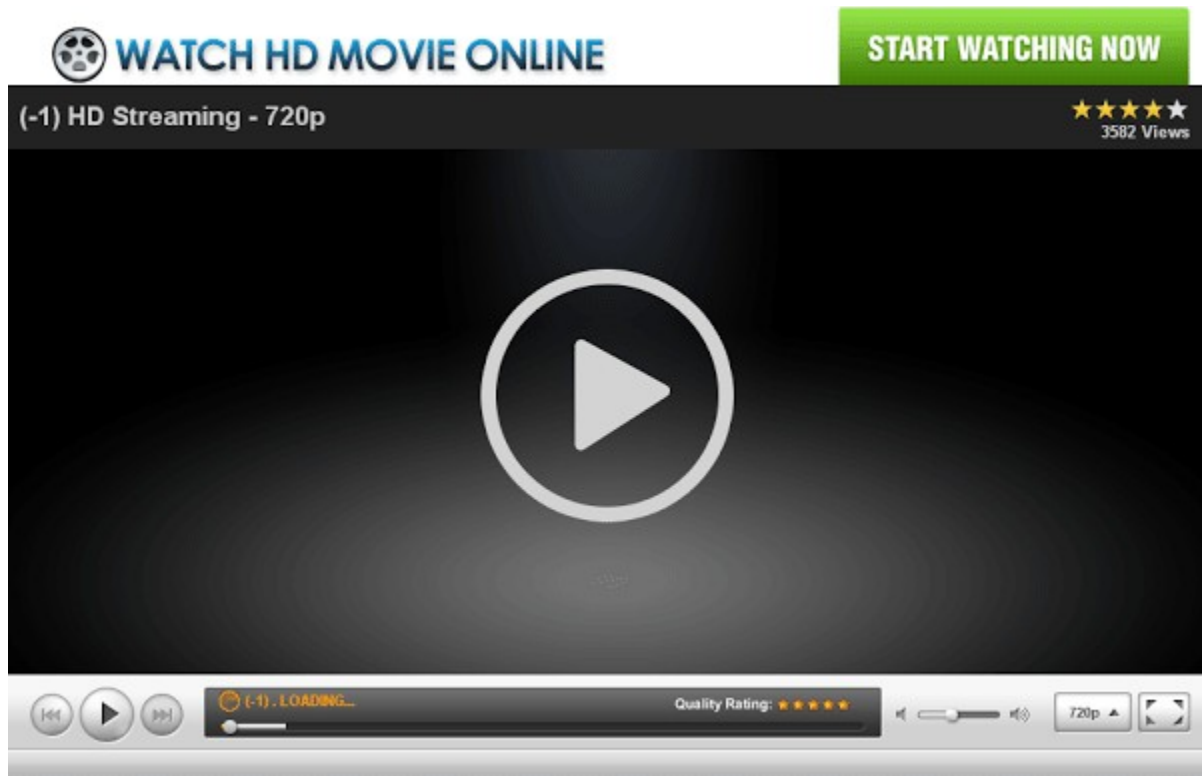 WATCH HD MOVIE ONLINE
START WATCHING NOW
(-1) HD Streaming - 720p
3582 Views
(-1) . LOADING...
Quality Rating:
720p